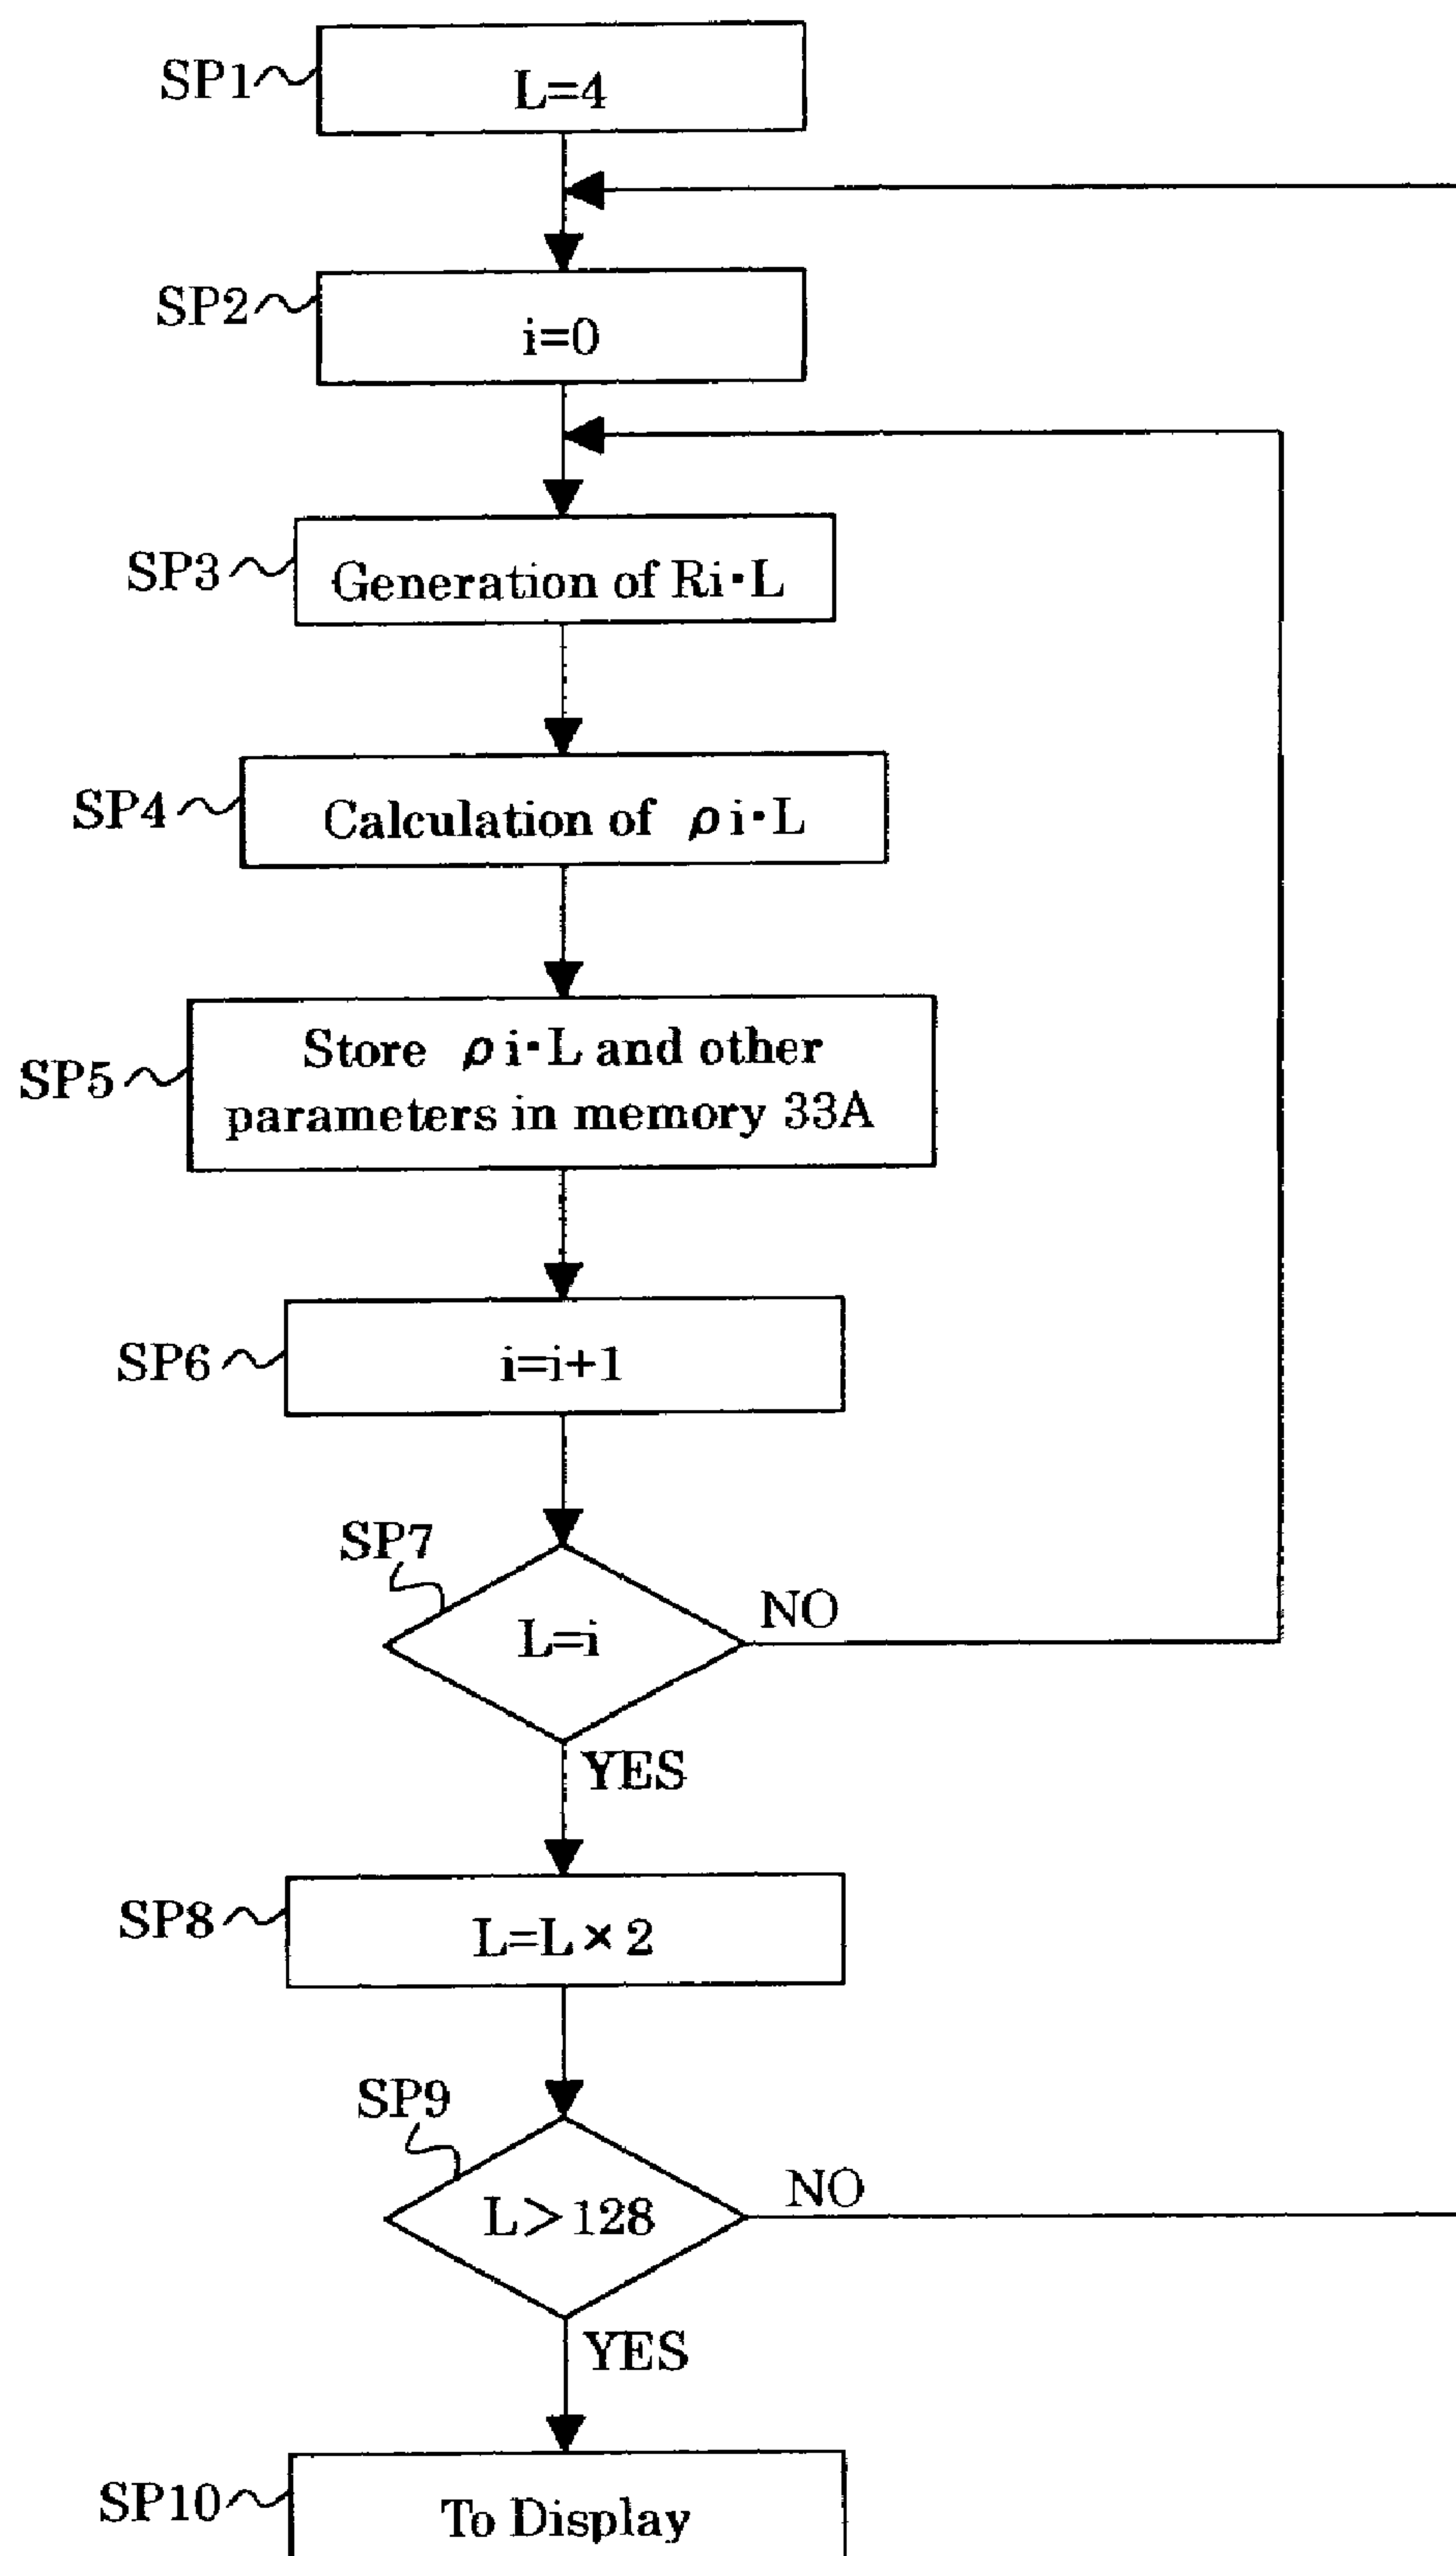 SP1
L=4
SP2
i=0
SP3
Generation of Ri·L
SP4
Calculation of ρi·L
SP5
Store ρi·L and other
parameters in memory 33A
SP6
i=i+1
SP7
L=i
NO
YES
SP8
L=L×2
SP9
L>128
NO
YES
SP10
To Display